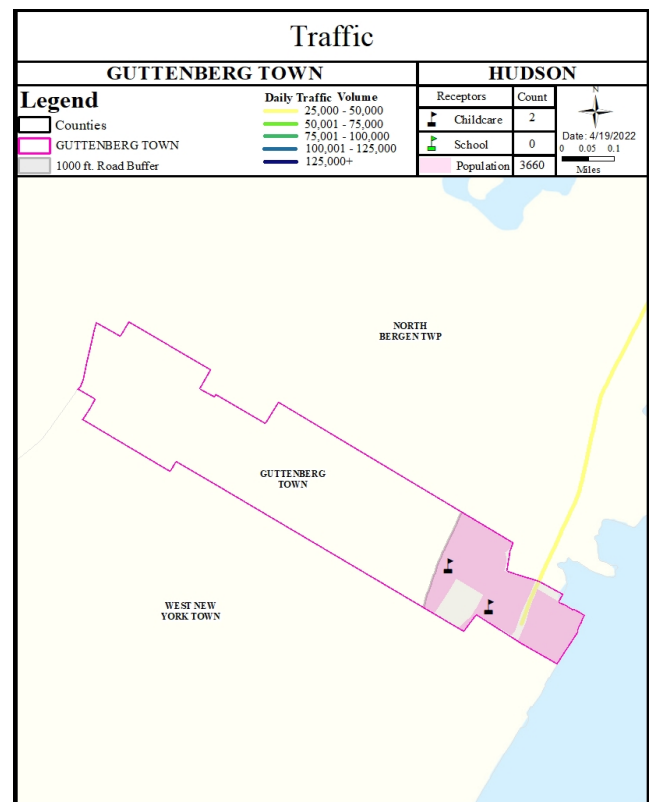 Traffic
GUTTENBERG TOWN
HUDSON
Legend
Counties
GUTTENBERG TOWN
1000 ft. Road Buffer
Daily Traffic Volume
25,000 - 50,000
50,001 - 75,000
75,001 - 100,000
100,001 - 125,000
125,000+
Receptors Count
Childcare 2
School 0
Population 3660
N
Date: 4/19/2022
0 0.05 0.1
Miles
NORTH
BERGEN TWP
GUTTENBERG
TOWN
WEST NEW
YORK TOWN